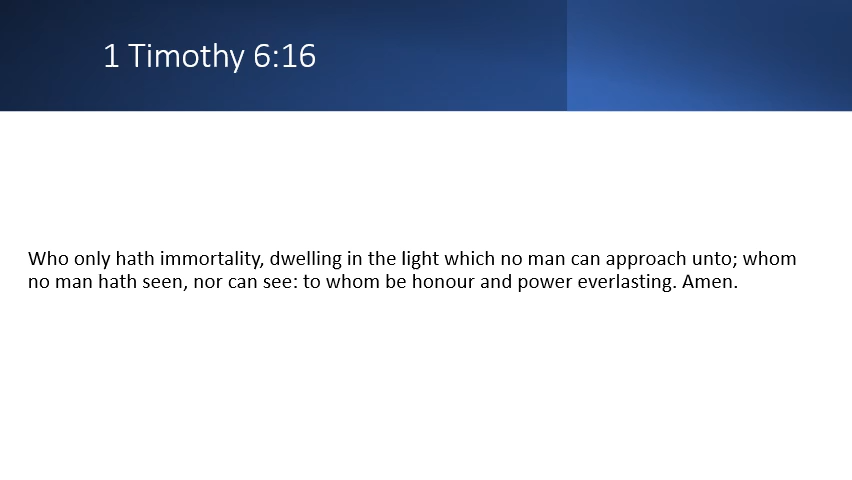 1 Timothy 6:16
Who only hath immortality, dwelling in the light which no man can approach unto; whom
no man hath seen, nor can see: to whom be honour and power everlasting. Amen.